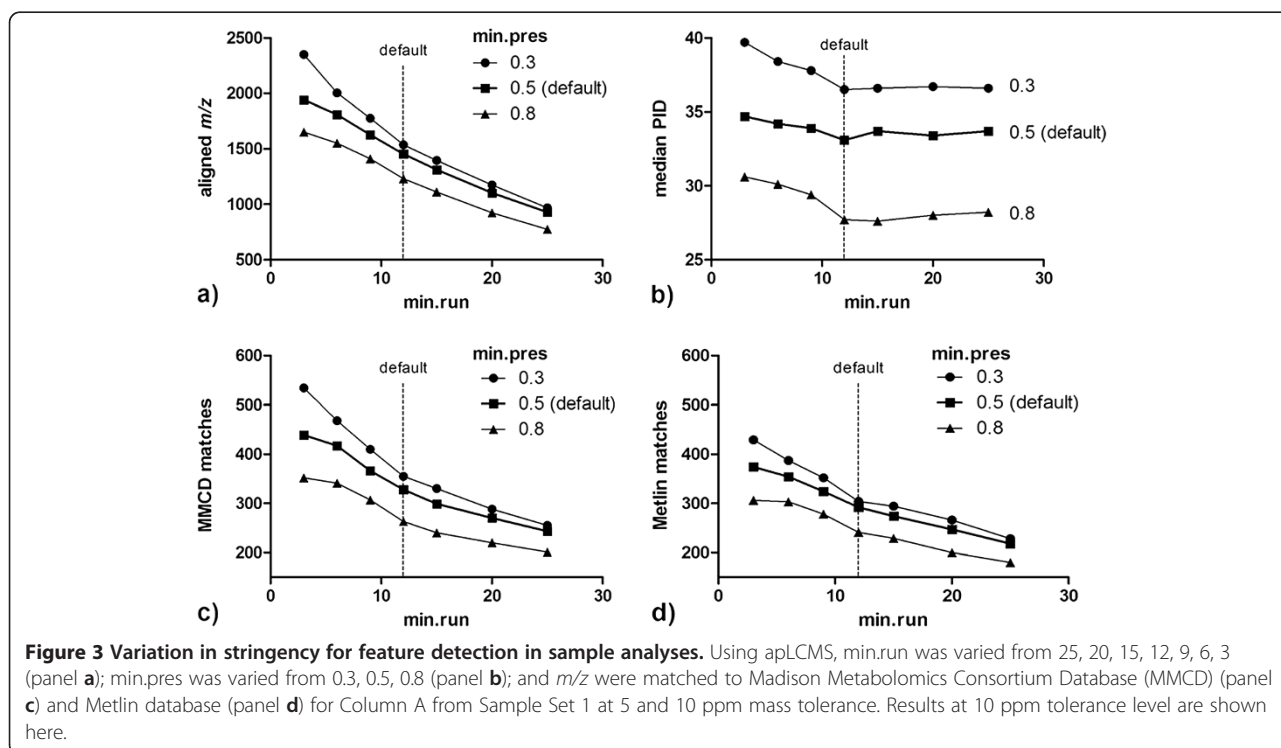 2500
2000
1500
1000
500
aligned m/z
default
min.pres
0.3
0.5 (default)
0.8
0 10 20 30
min.run
a)
40
35
30
25
median PID
default
0.3
0.5 (default)
0.8
0 10 20 30
min.run
b)
600
500
400
300
200
MMCD matches
default
min.pres
0.3
0.5 (default)
0.8
0 10 20 30
min.run
c)
600
500
400
300
200
Metlin matches
default
min.pres
0.3
0.5 (default)
0.8
0 10 20 30
min.run
d)
Figure 3 Variation in stringency for feature detection in sample analyses. Using apLCMS, min.run was varied from 25, 20, 15, 12, 9, 6, 3
(panel a); min.pres was varied from 0.3, 0.5, 0.8 (panel b); and m/z were matched to Madison Metabolomics Consortium Database (MMCD) (panel
c) and Metlin database (panel d) for Column A from Sample Set 1 at 5 and 10 ppm mass tolerance. Results at 10 ppm tolerance level are shown
here.